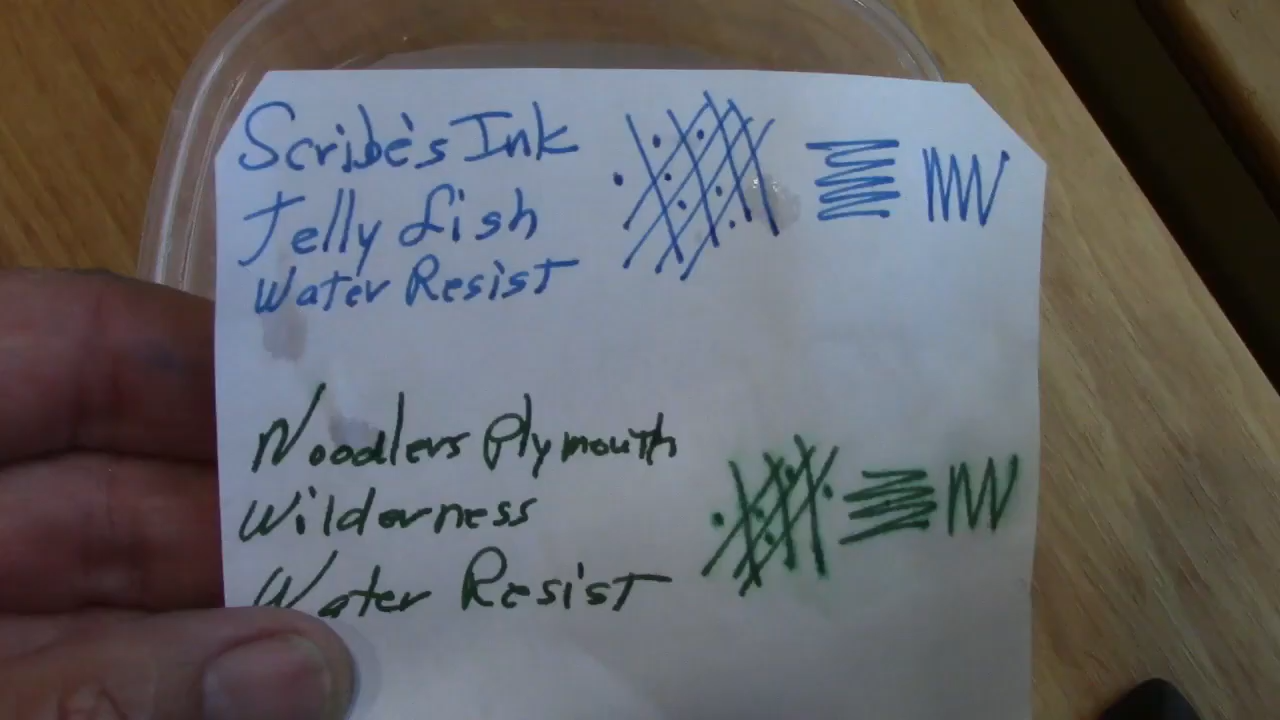 Scribe's Ink
Jelly fish
Water Resist
Noodlers Plymouth
Wilderness
Water Resist